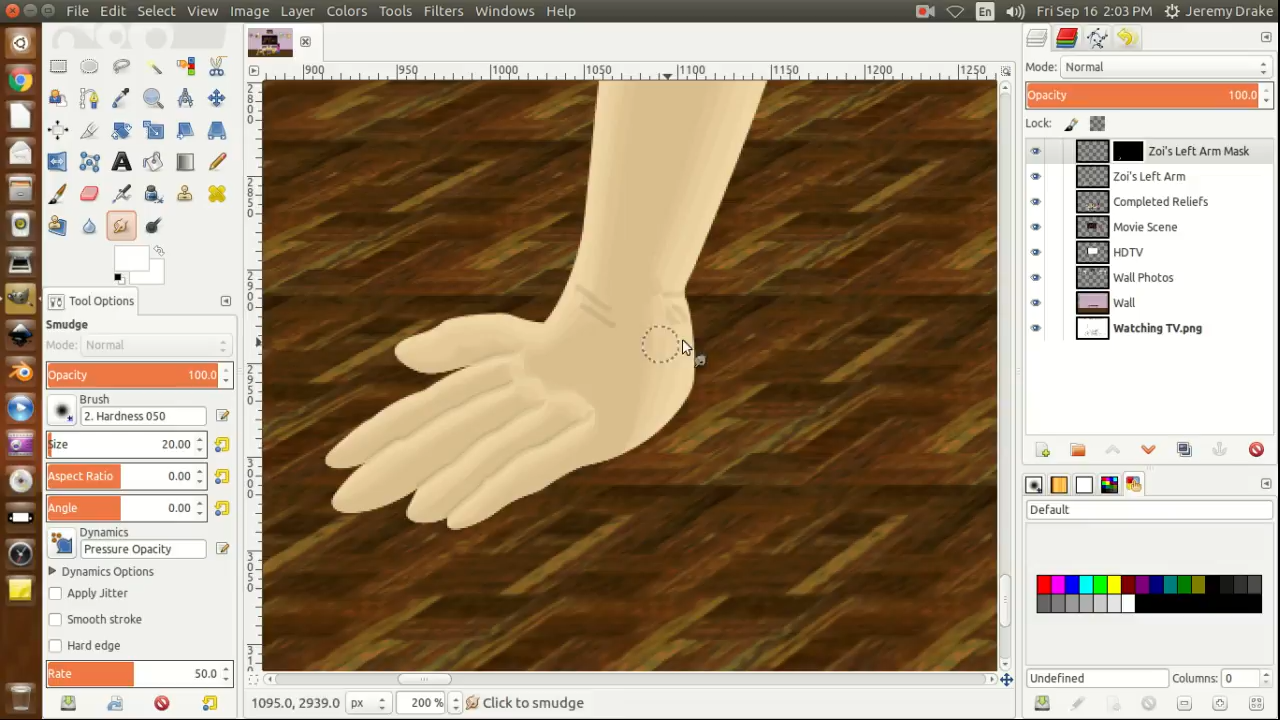 File Edit Select View Image Layer Colors Tools Filters Windows Help En Fri Sep 16 2:03 PM Jeremy Drake
900 950 1000 1050 1100 1150 1200 1250
Mode: Normal
Opacity 100.0
Lock:
Zoi's Left Arm Mask
Zoi's Left Arm
Completed Reliefs
Movie Scene
HDTV
Wall Photos
Wall
Watching TV.png
Tool Options
Smudge
Mode: Normal
Opacity 100.0
Brush
2. Hardness 050
Size 20.00
Aspect Ratio 0.00
Angle 0.00
Dynamics
Pressure Opacity
Dynamics Options
Apply Jitter
Smooth stroke
Hard edge
Rate 50.0
Default
Undefined Columns: 0
1095.0, 2939.0 px 200 % Click to smudge